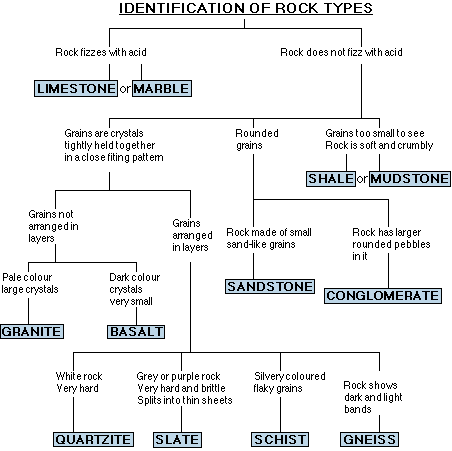 IDENTIFICATION OF ROCK TYPES
Rock fizzes with acid
Rock does not fizz with acid
LIMESTONE or MARBLE
Grains are crystals
tightly held together
in a close fiting pattern
Rounded
grains
Grains too small to see
Rock is soft and crumbly
SHALE or MUDSTONE
Grains not
arranged in
layers
Grains
arranged
in layers
Rock made of small
sand-like grains
Rock has larger
rounded pebbles
in it
SANDSTONE
CONGLOMERATE
Pale colour
large crystals
Dark colour
crystals
very small
GRANITE
BASALT
White rock
Very hard
Grey or purple rock
Very hard and brittle
Splits into thin sheets
Silvery coloured
flaky grains
Rock shows
dark and light
bands
QUARTZITE
SLATE
SCHIST
GNEISS